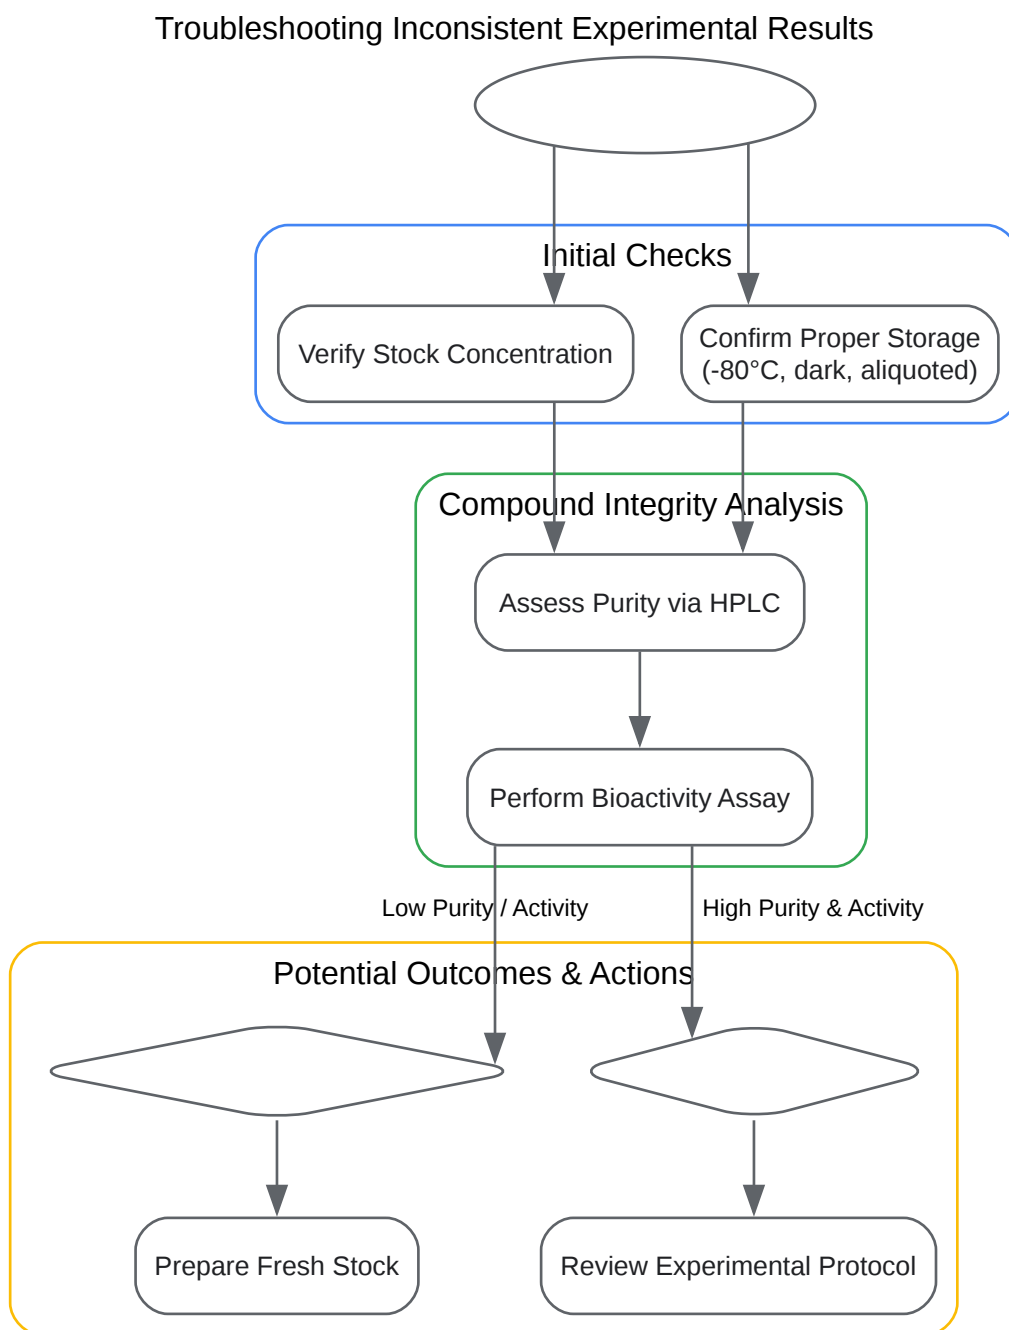 Troubleshooting Inconsistent Experimental Results
Initial Checks
Verify Stock Concentration
Confirm Proper Storage
(-80°C, dark, aliquoted)
Compound Integrity Analysis
Assess Purity via HPLC
Perform Bioactivity Assay
Low Purity / Activity
High Purity & Activity
Potential Outcomes & Actions
Prepare Fresh Stock
Review Experimental Protocol